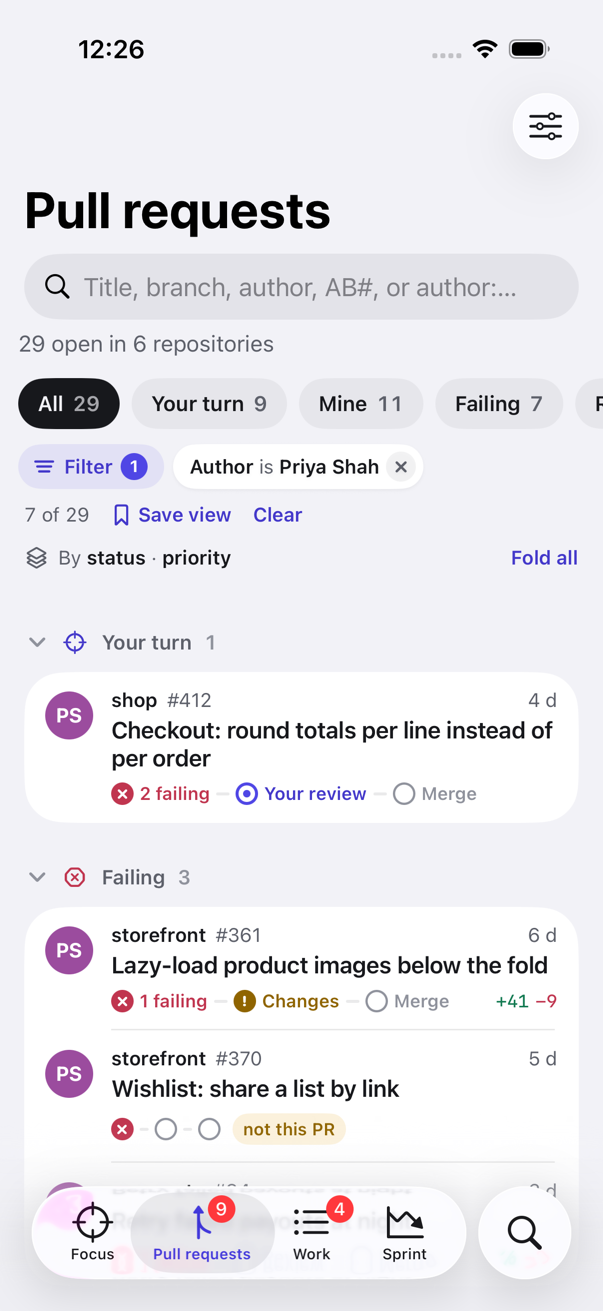 12:26
Pull requests
Title, branch, author, AB#, or author:...
29 open in 6 repositories
All 29 Your turn 9 Mine 11 Failing 7
Filter 1 Author is Priya Shah
7 of 29 Save view Clear
By status · priority Fold all
Your turn 1
PS shop #412 4 d
Checkout: round totals per line instead of
per order
2 failing Your review Merge
Failing 3
PS storefront #361 6 d
Lazy-load product images below the fold
1 failing Changes Merge +41 −9
PS storefront #370 5 d
Wishlist: share a list by link
not this PR
9 4
Focus Pull requests Work Sprint